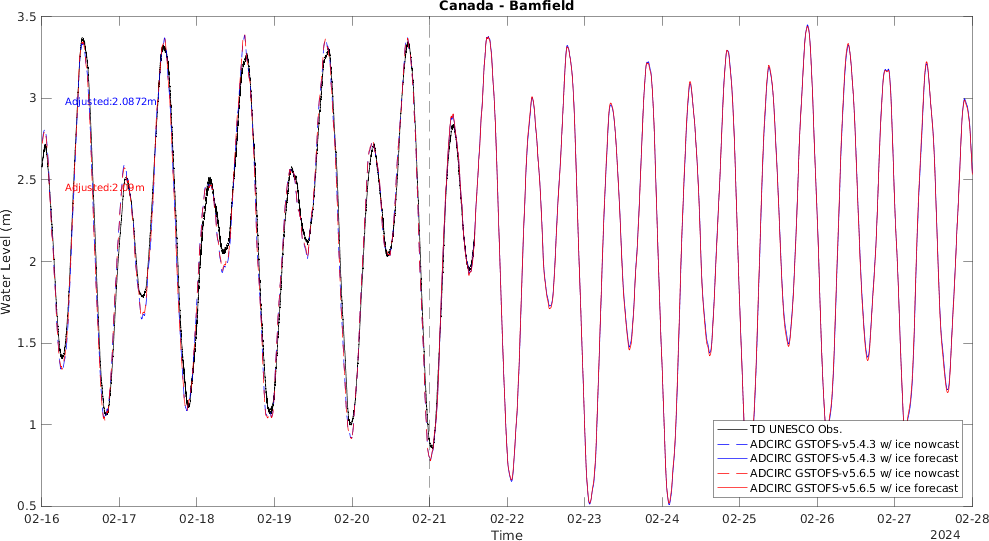 Canada - Bamfield
3.5
3
2.5
2
1.5
1
0.5
Water Level (m)
Adjusted:2.0872m
Adjusted:2.09m
TD UNESCO Obs.
ADCIRC GSTOFS-v5.4.3 w/ ice nowcast
ADCIRC GSTOFS-v5.4.3 w/ ice forecast
ADCIRC GSTOFS-v5.6.5 w/ ice nowcast
ADCIRC GSTOFS-v5.6.5 w/ ice forecast
02-16 02-17 02-18 02-19 02-20 02-21 02-22 02-23 02-24 02-25 02-26 02-27 02-28
Time
2024